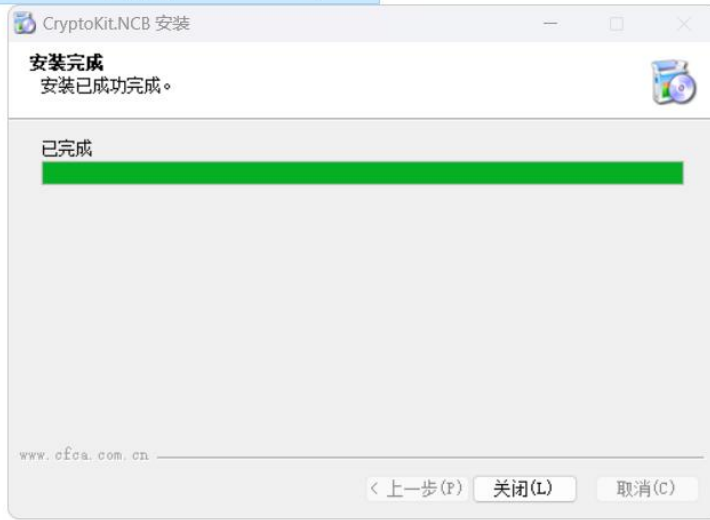 CryptoKit.NCB 安装
安装完成
安装已成功完成。
已完成
www.cfca.com.cn
< 上一步(P) 关闭(L) 取消(C)